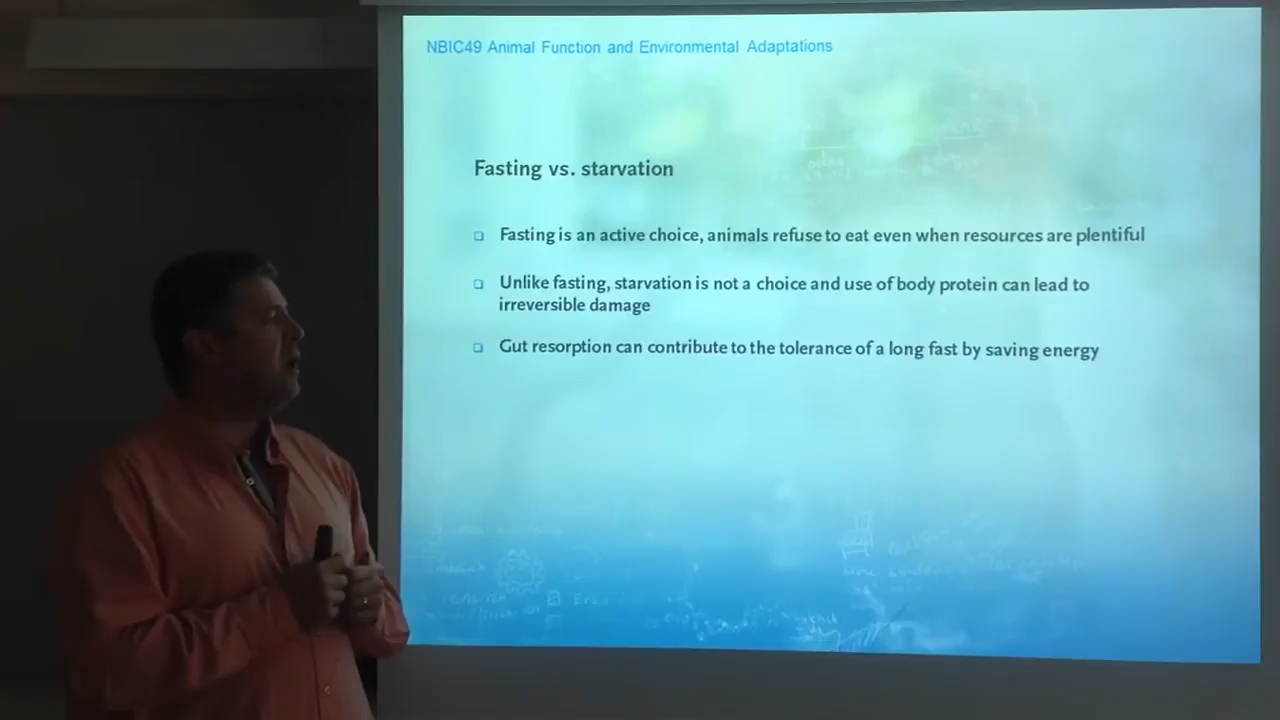 NBIC49 Animal Function and Environmental Adaptations
Fasting vs. starvation
Fasting is an active choice, animals refuse to eat even when resources are plentiful
Unlike fasting, starvation is not a choice and use of body protein can lead to
irreversible damage
Gut resorption can contribute to the tolerance of a long fast by saving energy